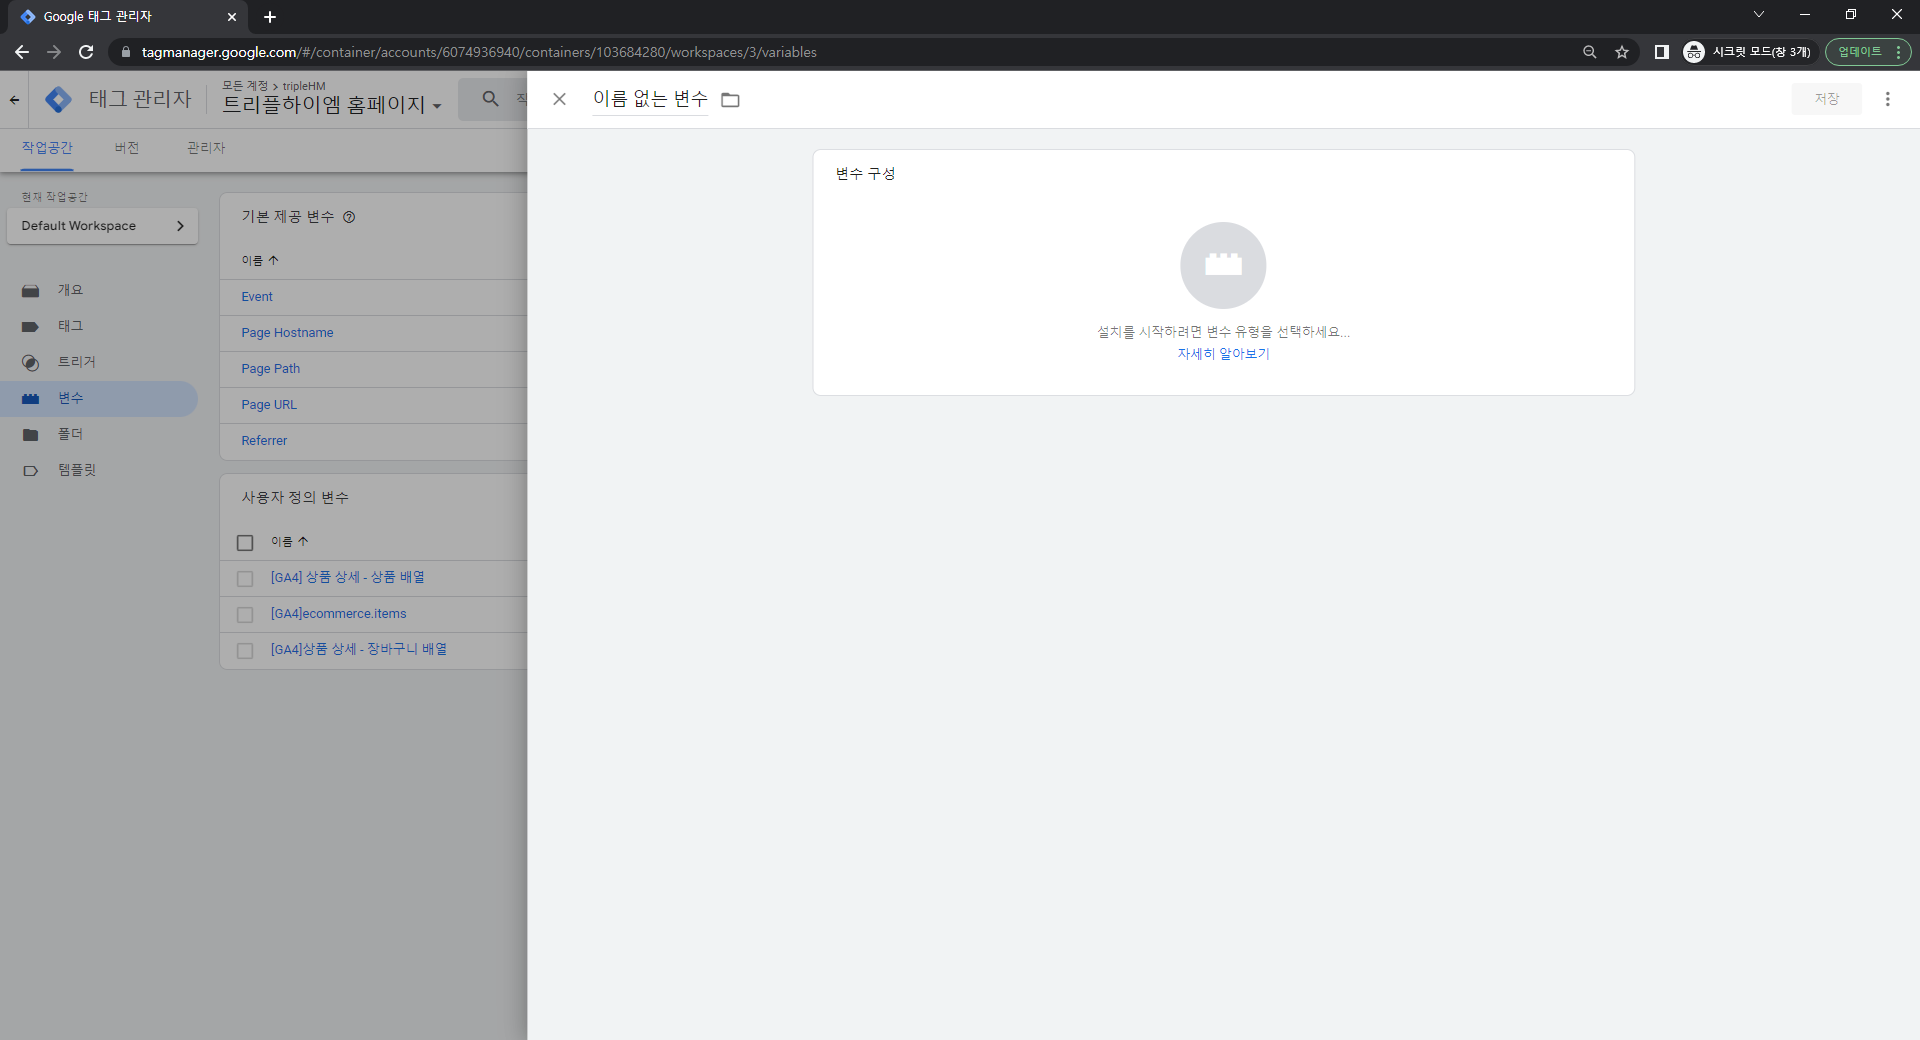 Google 태그 관리자
tagmanager.google.com/#/container/accounts/6074936940/containers/103684280/workspaces/3/variables
시크릿 모드(창 3개)
업데이트
태그 관리자
모든 계정 > tripleHM
트리플하이엠 홈페이지
이름 없는 변수
저장
작업공간
버전
관리자
현재 작업공간
Default Workspace
개요
태그
트리거
변수
폴더
템플릿
기본 제공 변수
이름
Event
Page Hostname
Page Path
Page URL
Referrer
사용자 정의 변수
이름
[GA4] 상품 상세 - 상품 배열
[GA4]ecommerce.items
[GA4]상품 상세 - 장바구니 배열
변수 구성
설치를 시작하려면 변수 유형을 선택하세요...
자세히 알아보기